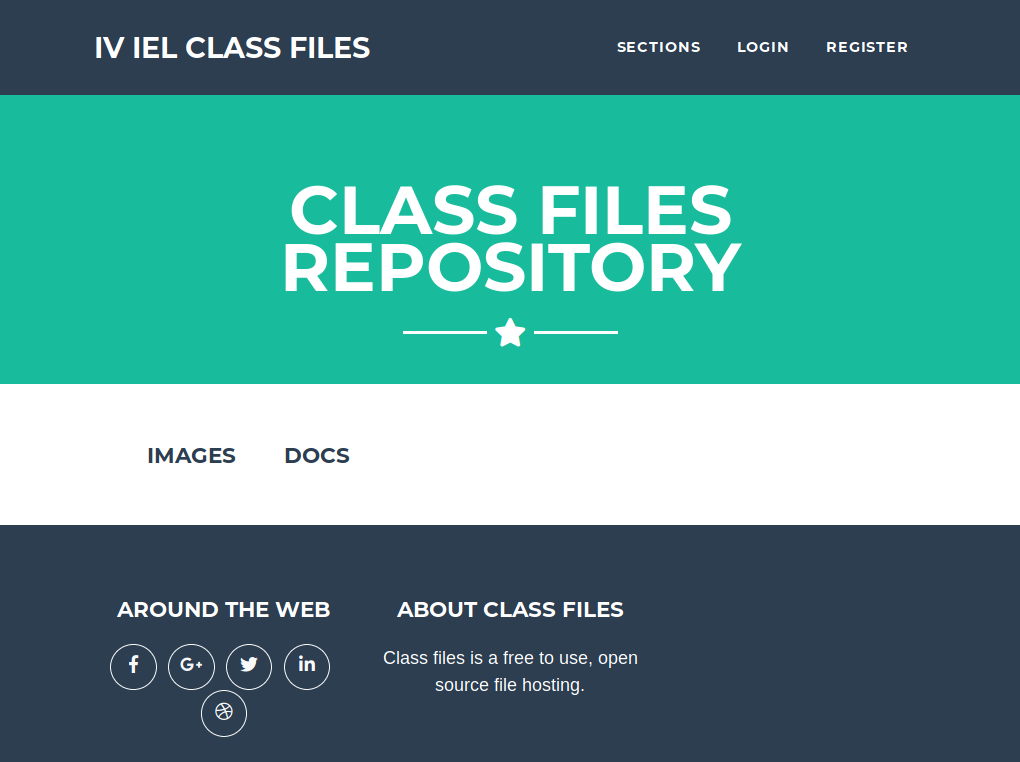 IV IEL CLASS FILES
SECTIONS LOGIN REGISTER
CLASS FILES
REPOSITORY
IMAGES DOCS
AROUND THE WEB
ABOUT CLASS FILES
Class files is a free to use, open
source file hosting.